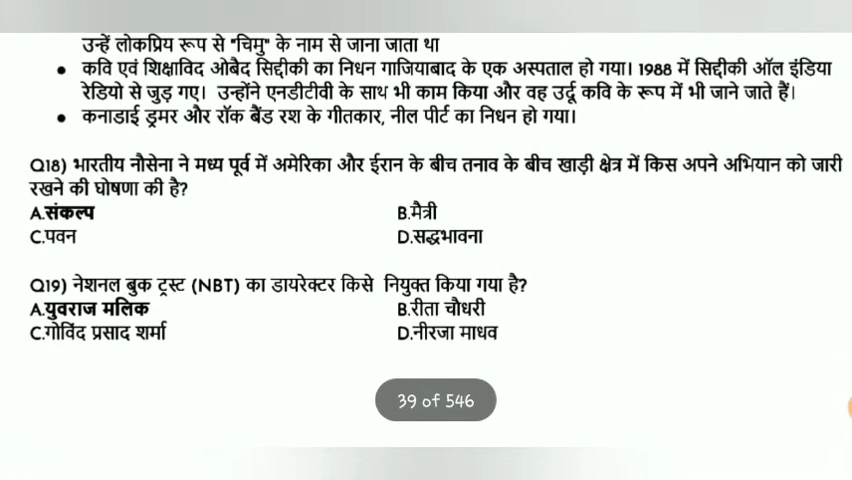 उन्हें लोकप्रिय रूप से "चिमु" के नाम से जाना जाता था
• कवि एवं शिक्षाविद ओबैद सिद्दीकी का निधन गाजियाबाद के एक अस्पताल हो गया। 1988 में सिद्दीकी ऑल इंडिया
रेडियो से जुड़ गए। उन्होंने एनडीटीवी के साथ भी काम किया और वह उर्दू कवि के रूप में भी जाने जाते हैं।
• कनाडाई ड्रमर और रॉक बैंड रश के गीतकार, नील पीर्ट का निधन हो गया।
Q18) भारतीय नौसेना ने मध्य पूर्व में अमेरिका और ईरान के बीच तनाव के बीच खाड़ी क्षेत्र में किस अपने अभियान को जारी
रखने की घोषणा की है?
A.संकल्प B.मैत्री
C.पवन D.सद्धभावना
Q19) नेशनल बुक ट्रस्ट (NBT) का डायरेक्टर किसे नियुक्त किया गया है?
A.युवराज मलिक B.रीता चौधरी
C.गोविंद प्रसाद शर्मा D.नीरजा माधव
39 of 546